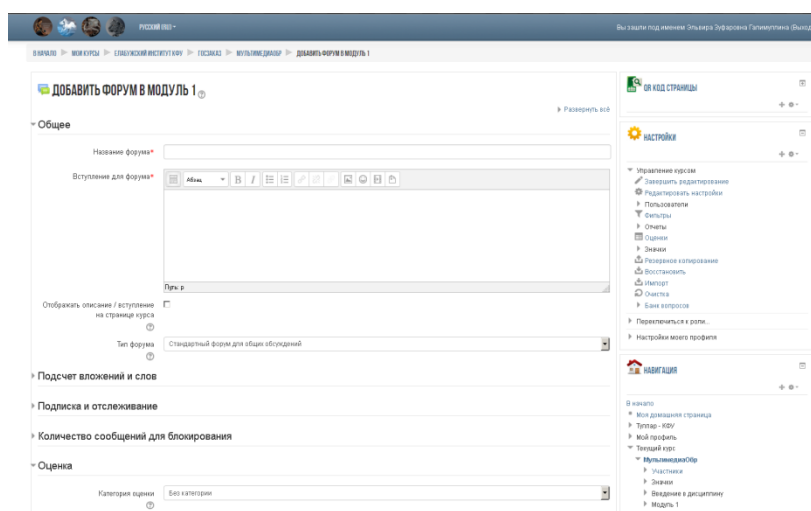 РУССКИЙ (RU)
Вы зашли под именем Эльвира Зуфаровна Галимуллина (Выход
В НАЧАЛО МОИ КУРСЫ ЕЛАБУЖСКИЙ ИНСТИТУТ КФУ ГОСЗАКАЗ МУЛЬТИМЕДИАОБР ДОБАВИТЬ ФОРУМ В МОДУЛЬ 1
ДОБАВИТЬ ФОРУМ В МОДУЛЬ 1
Развернуть всё
Общее
Название форума*
Вступление для форума*
Абзац
Путь: p
Отображать описание / вступление
на странице курса
Тип форума
Стандартный форум для общих обсуждений
Подсчет вложений и слов
Подписка и отслеживание
Количество сообщений для блокирования
Оценка
Категория оценки
Без категории
QR КОД СТРАНИЦЫ
НАСТРОЙКИ
Управление курсом
Завершить редактирование
Редактировать настройки
Пользователи
Фильтры
Отчеты
Оценки
Значки
Резервное копирование
Восстановить
Импорт
Очистка
Банк вопросов
Переключиться к роли...
Настройки моего профиля
НАВИГАЦИЯ
В начало
Моя домашняя страница
Туллар - КФУ
Мой профиль
Текущий курс
МультимедиаОбр
Участники
Значки
Введение в дисциплину
Модуль 1